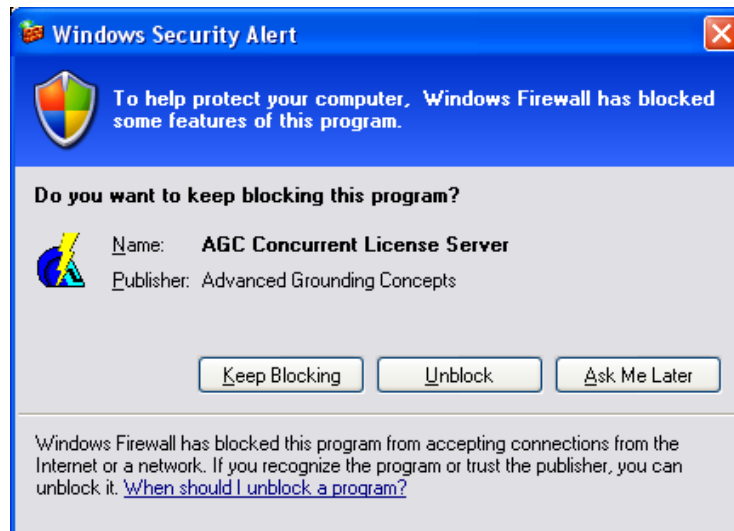 Windows Security Alert
To help protect your computer, Windows Firewall has blocked
some features of this program.
Do you want to keep blocking this program?
Name: AGC Concurrent License Server
Publisher: Advanced Grounding Concepts
Keep Blocking Unblock Ask Me Later
Windows Firewall has blocked this program from accepting connections from the
Internet or a network. If you recognize the program or trust the publisher, you can
unblock it. When should I unblock a program?